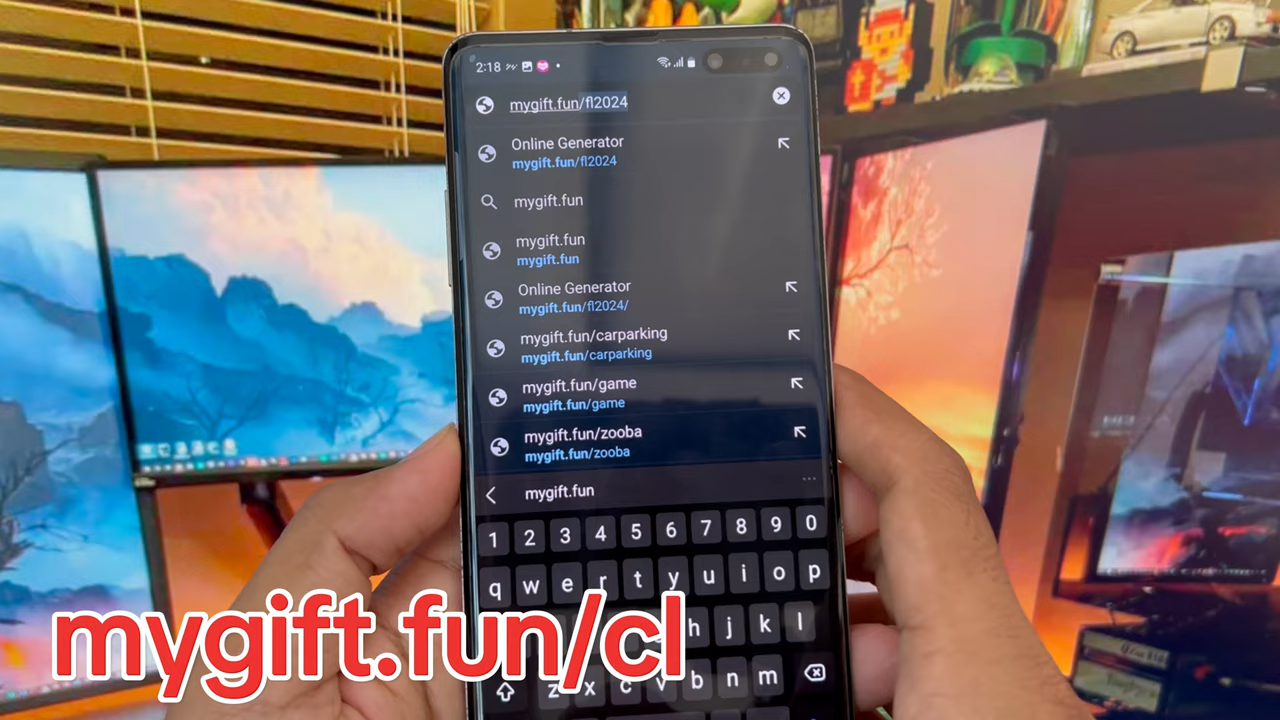 2:18
mygift.fun/fl2024
Online Generator
mygift.fun/fl2024
mygift.fun
mygift.fun
mygift.fun
Online Generator
mygift.fun/fl2024/
mygift.fun/carparking
mygift.fun/carparking
mygift.fun/game
mygift.fun/game
mygift.fun/zooba
mygift.fun/zooba
mygift.fun
1 2 3 4 5 6 7 8 9 0
q w e r t y u i o p
h j k l
z x c v b n m
mygift.fun/cl